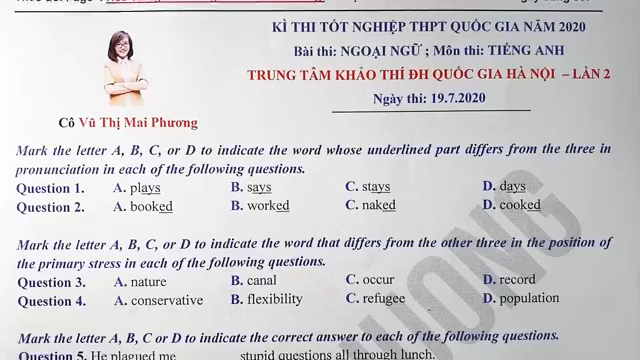 KÌ THI TỐT NGHIỆP THPT QUỐC GIA NĂM 2020
Bài thi: NGOẠI NGỮ ; Môn thi: TIẾNG ANH
TRUNG TÂM KHẢO THÍ ĐH QUỐC GIA HÀ NỘI – LẦN 2
Ngày thi: 19.7.2020
Cô Vũ Thị Mai Phương
Mark the letter A, B, C, or D to indicate the word whose underlined part differs from the three in
pronunciation in each of the following questions.
Question 1. A. plays B. says C. stays D. days
Question 2. A. booked B. worked C. naked D. cooked
Mark the letter A, B, C, or D to indicate the word that differs from the other three in the position of
the primary stress in each of the following questions.
Question 3. A. nature B. canal C. occur D. record
Question 4. A. conservative B. flexibility C. refugee D. population
Mark the letter A, B, C or D to indicate the correct answer to each of the following questions.
Question 5. He plagued me stupid questions all through lunch.